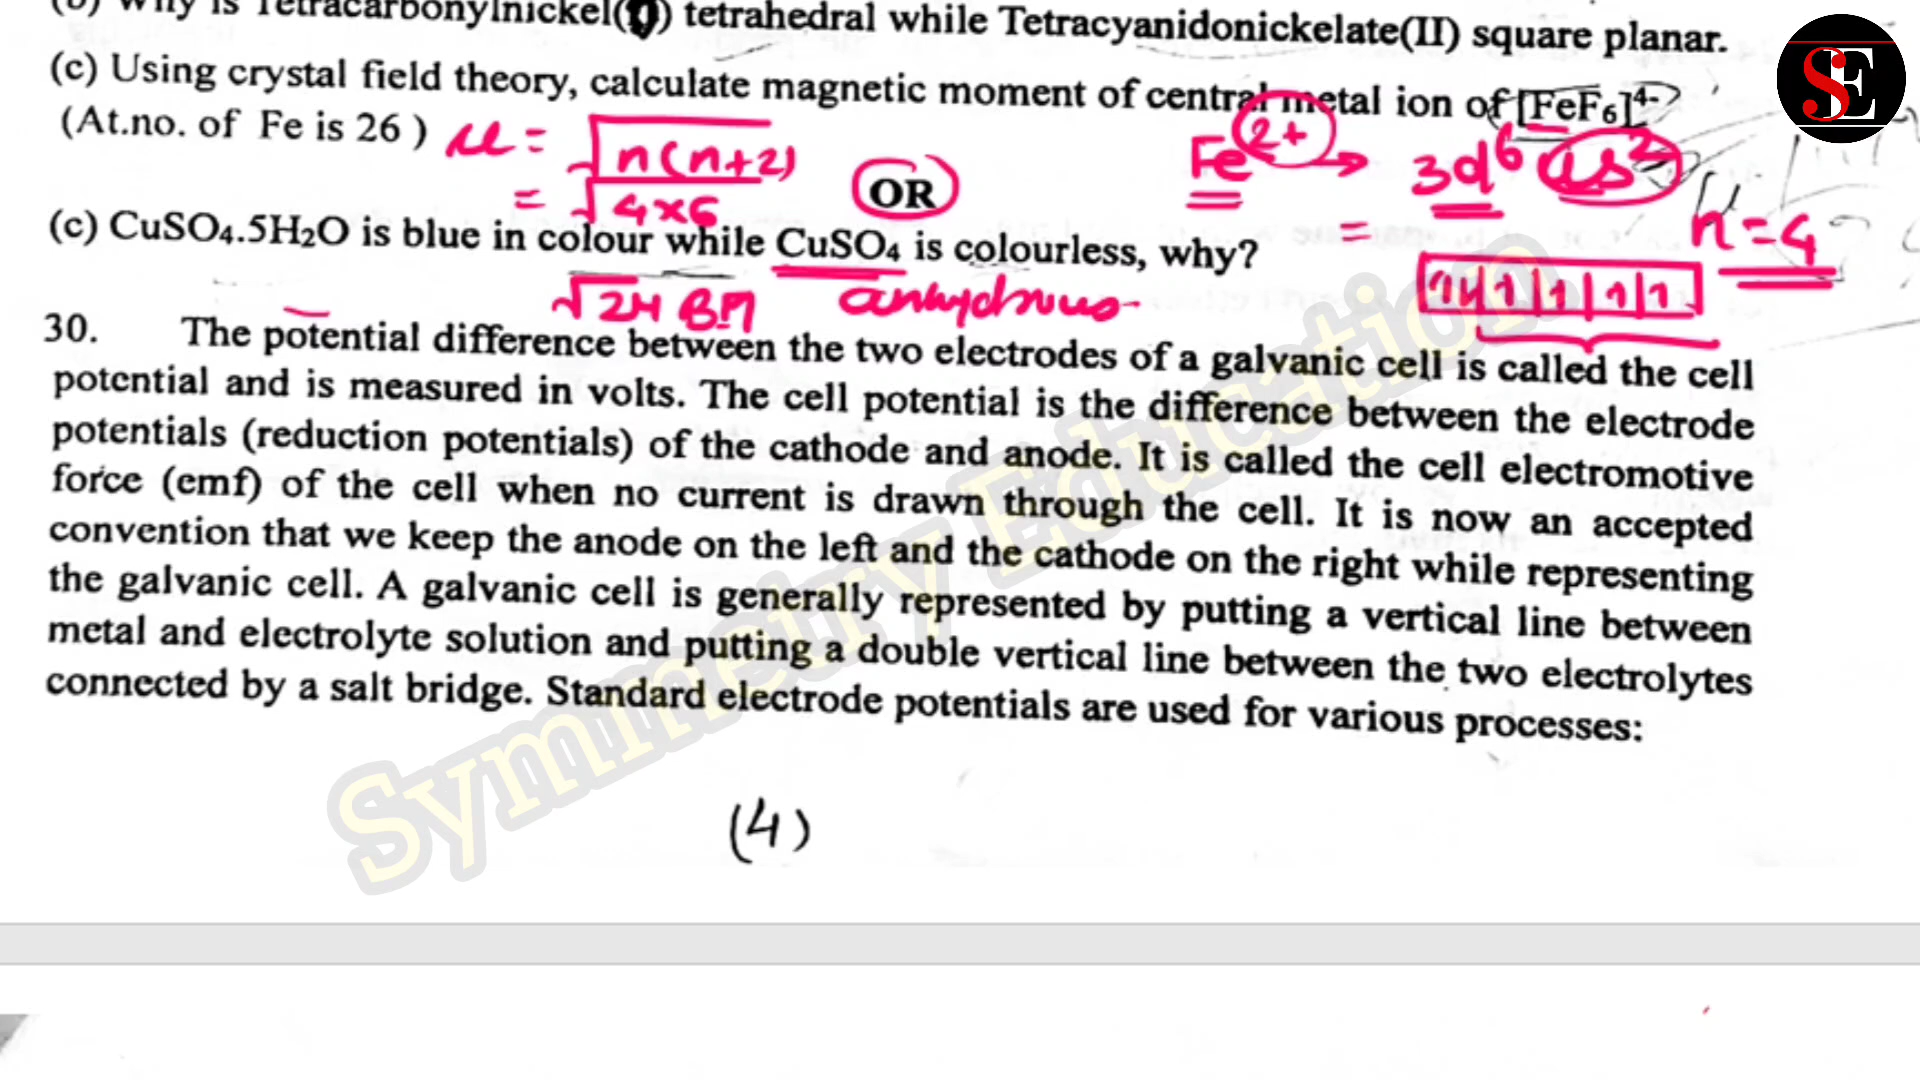 (b) Why is Tetracarbonylnickel(0) tetrahedral while Tetracyanidonickelate(II) square planar.
(c) Using crystal field theory, calculate magnetic moment of central metal ion of [FeF6]4-
(At.no. of Fe is 26 ) μ = √n(n+2)
= √4×6
OR
Fe2+ → 3d6 4s2
=
n=4
(c) CuSO4.5H2O is blue in colour while CuSO4 is colourless, why?
√24 BM anhydrous
1↓ 1 1 1 1
30. The potential difference between the two electrodes of a galvanic cell is called the cell
potential and is measured in volts. The cell potential is the difference between the electrode
potentials (reduction potentials) of the cathode and anode. It is called the cell electromotive
force (emf) of the cell when no current is drawn through the cell. It is now an accepted
convention that we keep the anode on the left and the cathode on the right while representing
the galvanic cell. A galvanic cell is generally represented by putting a vertical line between
metal and electrolyte solution and putting a double vertical line between the two electrolytes
connected by a salt bridge. Standard electrode potentials are used for various processes:
(4)
Symmetry Education
SE